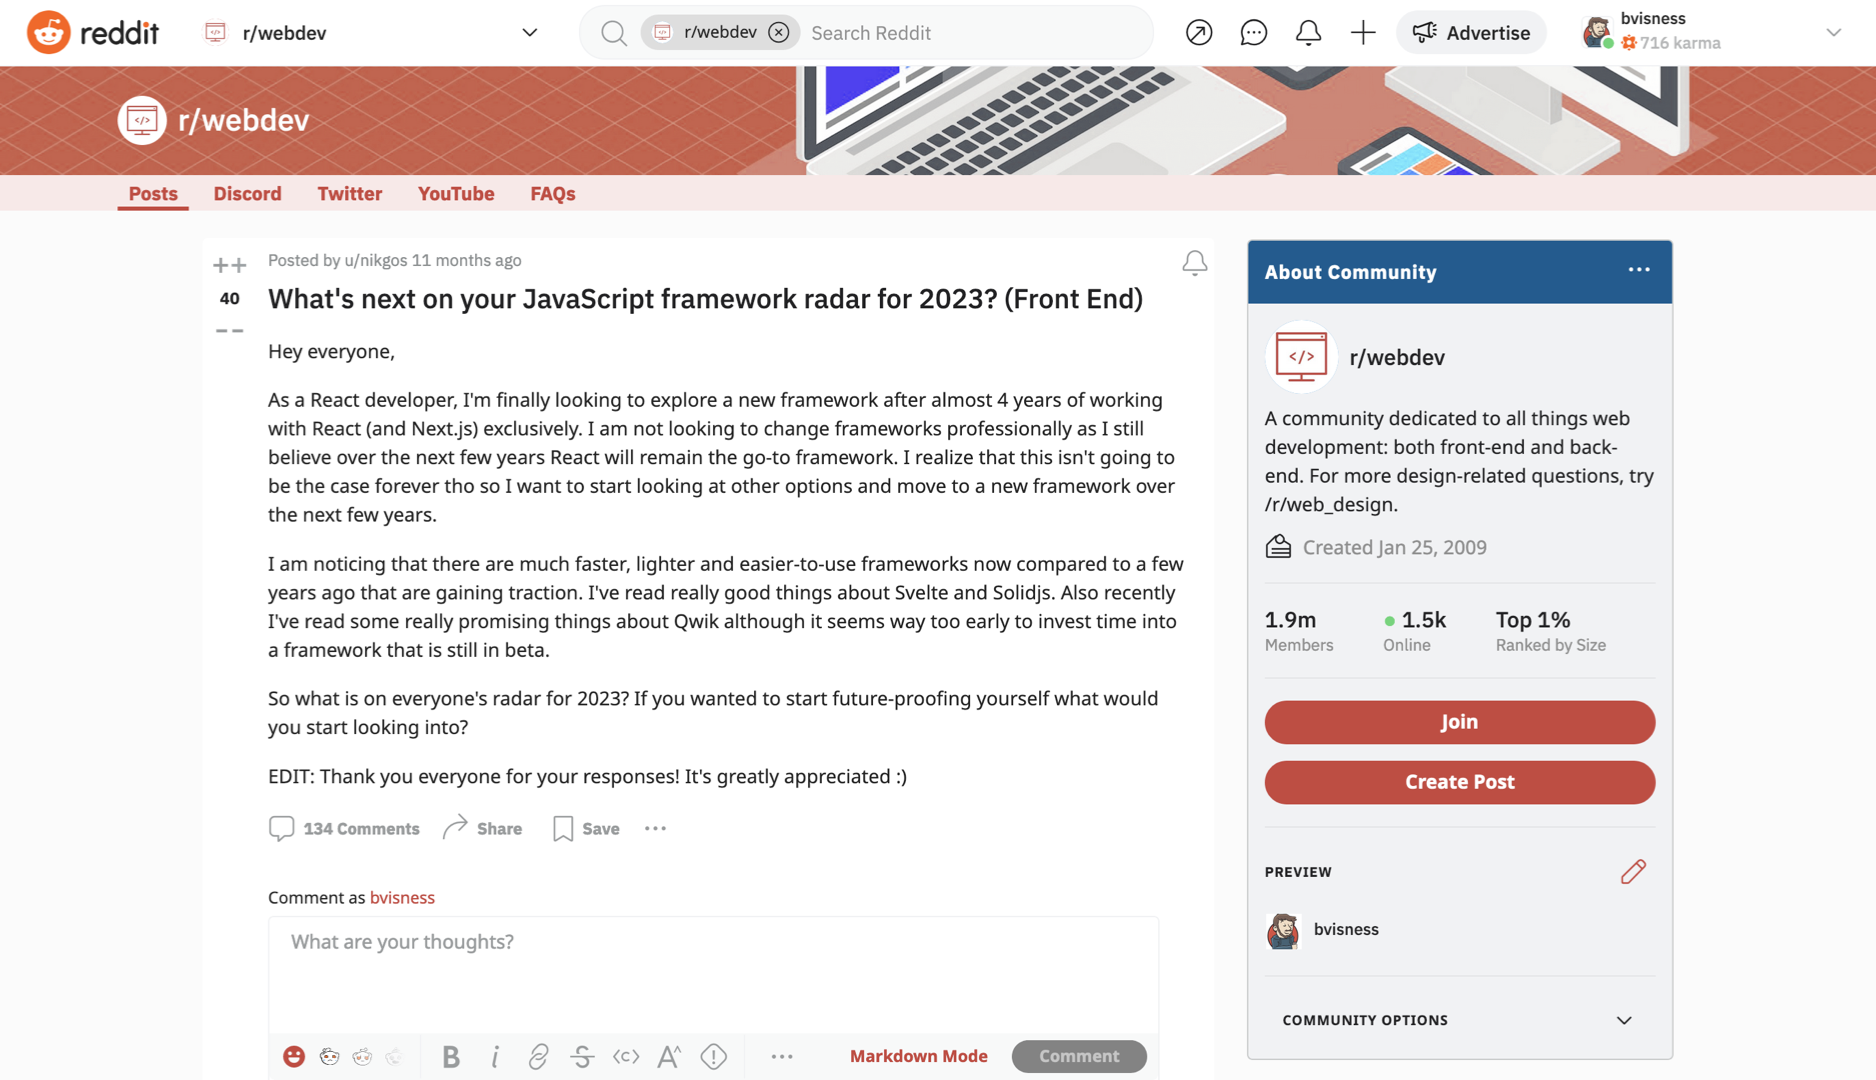 reddit
r/webdev
r/webdev
Search Reddit
Advertise
bvisness
716 karma
r/webdev
Posts
Discord
Twitter
YouTube
FAQs
Posted by u/nikgos 11 months ago
40
What's next on your JavaScript framework radar for 2023? (Front End)
Hey everyone,
As a React developer, I'm finally looking to explore a new framework after almost 4 years of working
with React (and Next.js) exclusively. I am not looking to change frameworks professionally as I still
believe over the next few years React will remain the go-to framework. I realize that this isn't going to
be the case forever tho so I want to start looking at other options and move to a new framework over
the next few years.
I am noticing that there are much faster, lighter and easier-to-use frameworks now compared to a few
years ago that are gaining traction. I've read really good things about Svelte and Solidjs. Also recently
I've read some really promising things about Qwik although it seems way too early to invest time into
a framework that is still in beta.
So what is on everyone's radar for 2023? If you wanted to start future-proofing yourself what would
you start looking into?
EDIT: Thank you everyone for your responses! It's greatly appreciated :)
134 Comments
Share
Save
Comment as bvisness
What are your thoughts?
Markdown Mode
Comment
About Community
r/webdev
A community dedicated to all things web
development: both front-end and back-
end. For more design-related questions, try
/r/web_design.
Created Jan 25, 2009
1.9m
Members
1.5k
Online
Top 1%
Ranked by Size
Join
Create Post
PREVIEW
bvisness
COMMUNITY OPTIONS